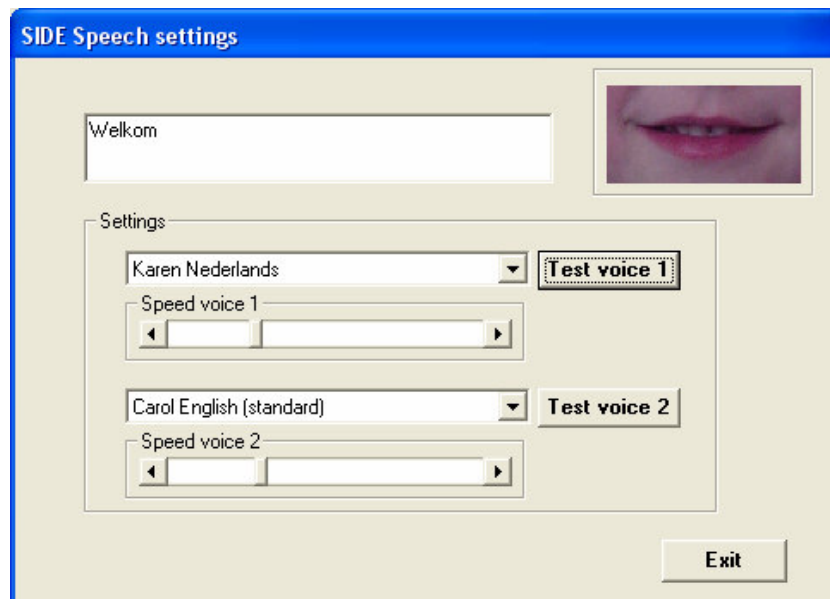 SIDE Speech settings
Welkom
Settings
Karen Nederlands
Test voice 1
Speed voice 1
Carol English (standard)
Test voice 2
Speed voice 2
Exit